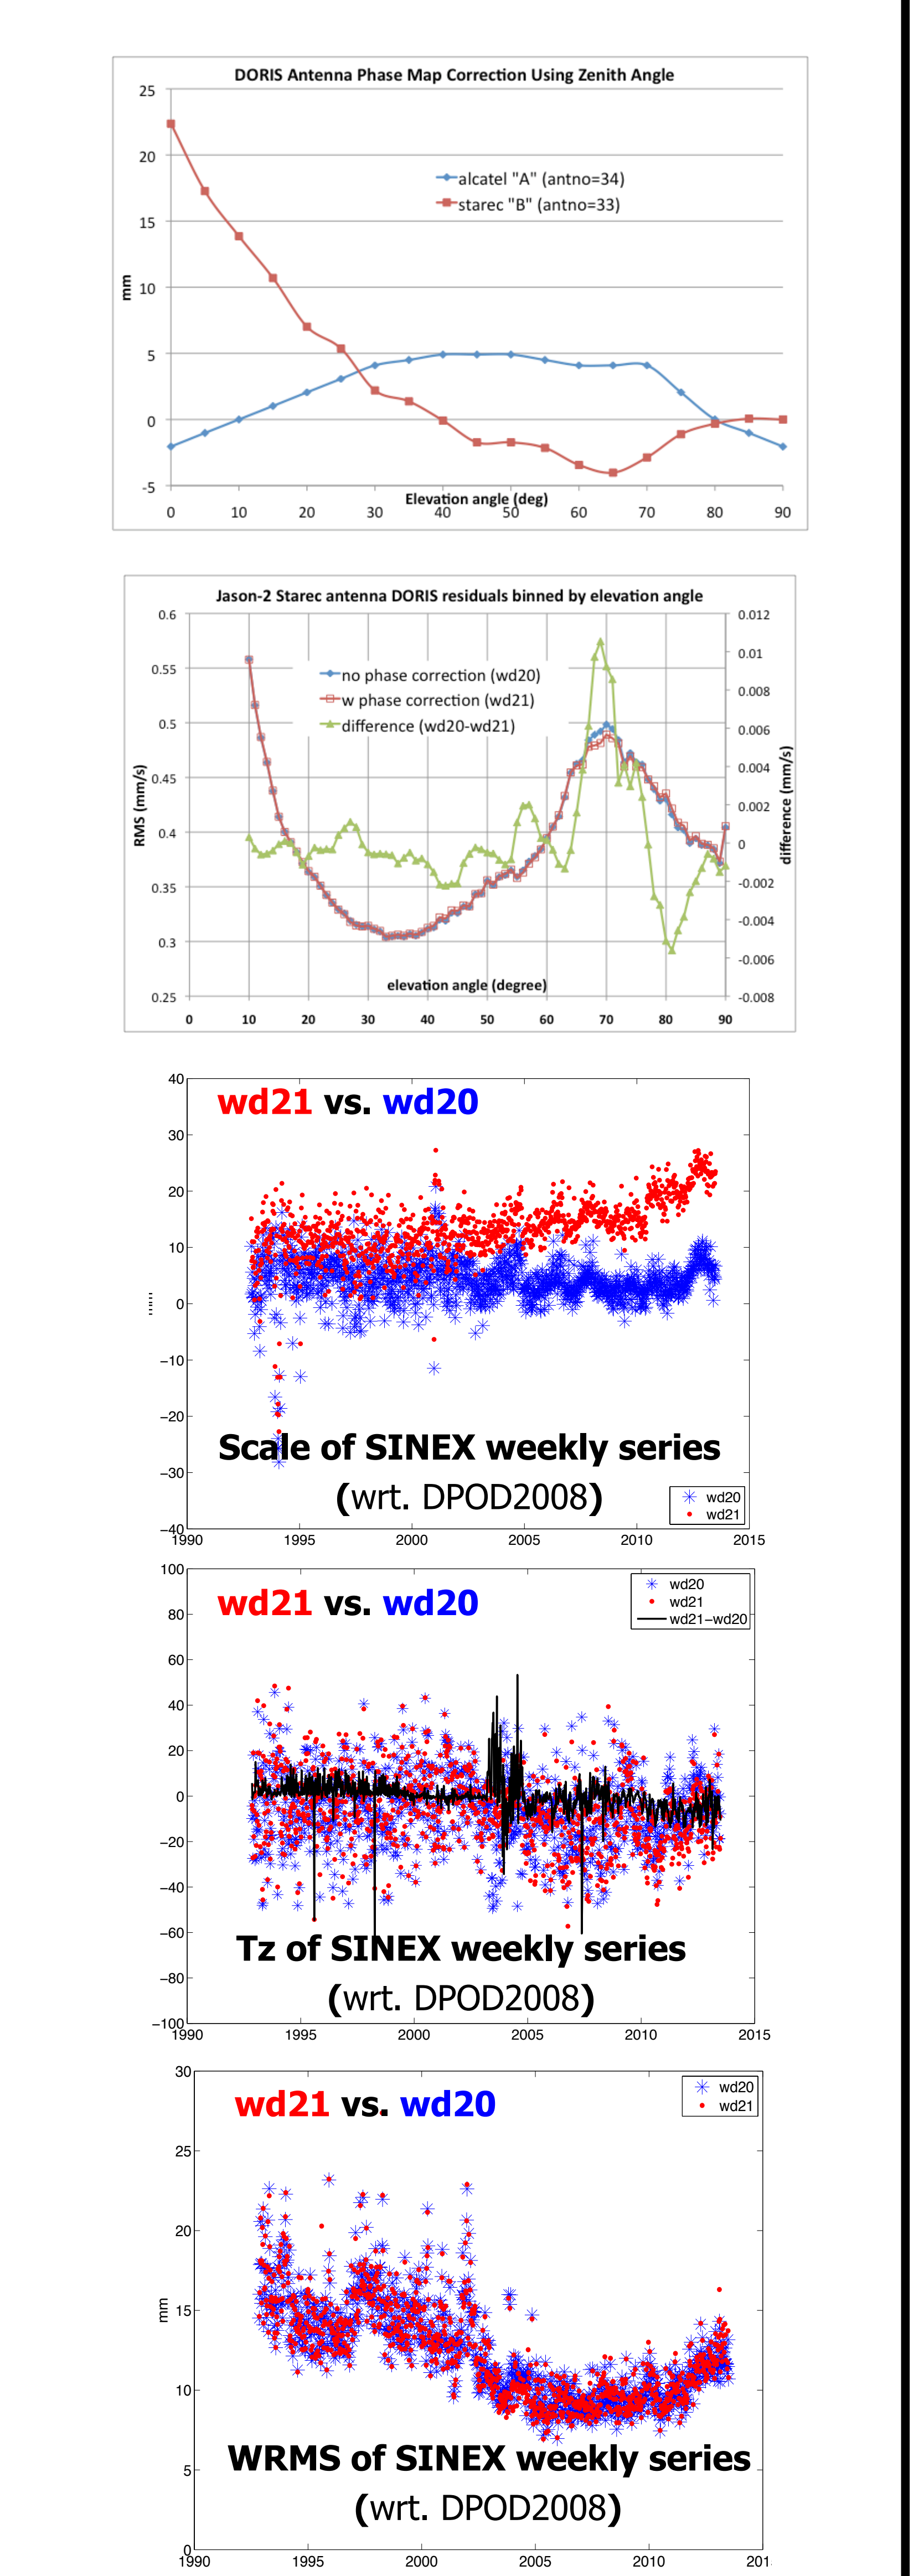 DORIS Antenna Phase Map Correction Using Zenith Angle
25
20
15
10
5
0
-5
mm
alcatel "A" (antno=34)
starec "B" (antno=33)
Elevation angle (deg)
0 10 20 30 40 50 60 70 80 90
Jason-2 Starec antenna DORIS residuals binned by elevation angle
0.6
0.55
0.5
0.45
0.4
0.35
0.3
0.25
RMS (mm/s)
no phase correction (wd20)
w phase correction (wd21)
difference (wd20-wd21)
0.012
0.01
0.008
0.006
0.004
0.002
0
-0.002
-0.004
-0.006
-0.008
difference (mm/s)
elevation angle (degree)
0 10 20 30 40 50 60 70 80 90
wd21 vs. wd20
40
30
20
10
0
−10
−20
−30
−40
Scale of SINEX weekly series
(wrt. DPOD2008)
wd20
wd21
1990 1995 2000 2005 2010 2015
wd21 vs. wd20
wd20
wd21
wd21−wd20
100
80
60
40
20
0
−20
−40
−60
−80
−100
Tz of SINEX weekly series
(wrt. DPOD2008)
1990 1995 2000 2005 2010 2015
wd21 vs. wd20
wd20
wd21
30
25
20
15
10
5
0
mm
WRMS of SINEX weekly series
(wrt. DPOD2008)
1990 1995 2000 2005 2010 201